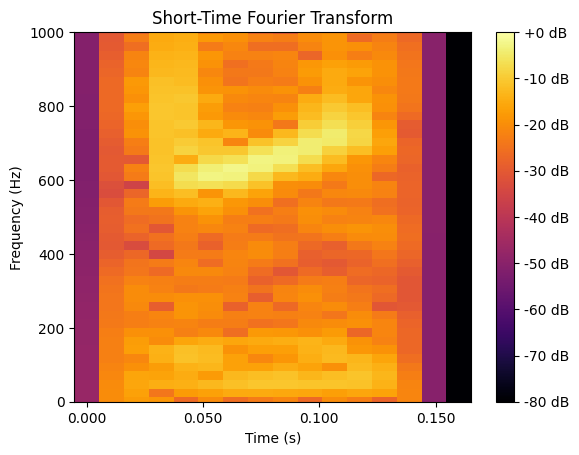 Short-Time Fourier Transform
1000
800
600
400
200
0
Frequency (Hz)
0.000
0.050
0.100
0.150
Time (s)
+0 dB
-10 dB
-20 dB
-30 dB
+40 dB
-50 dB
-60 dB
-70 dB
-80 dB